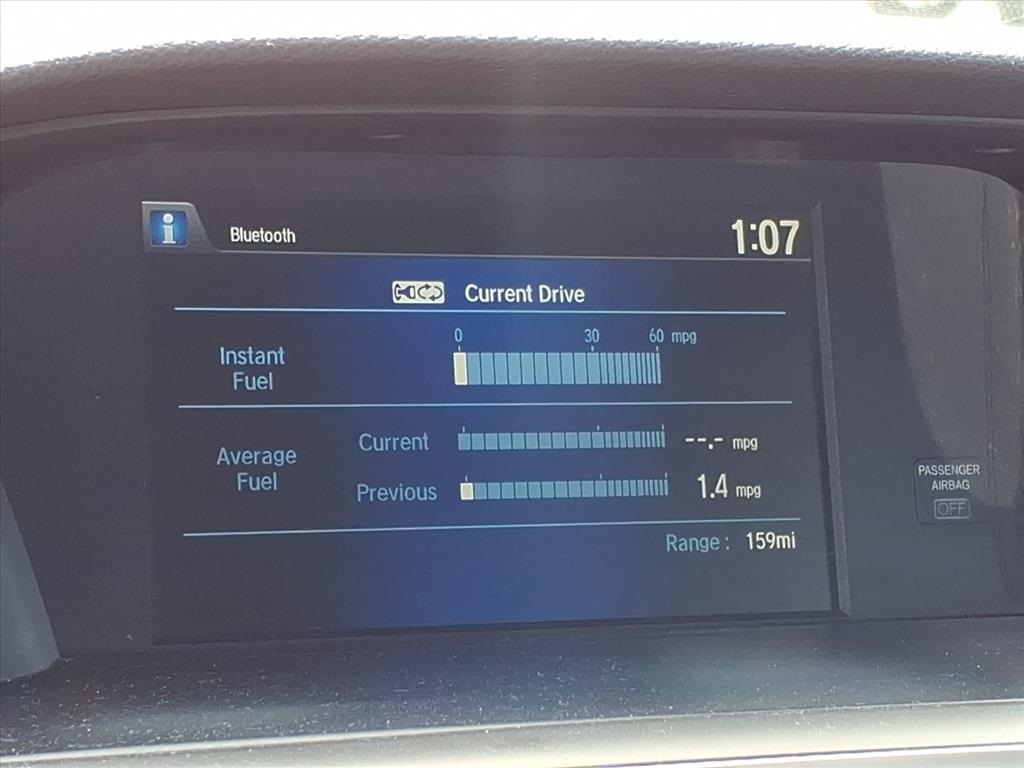 i
Bluetooth
1:07
Current Drive
0 30 60 mpg
Instant
Fuel
Average
Fuel
Current --.- mpg
Previous 1.4 mpg
Range : 159mi
PASSENGER
AIRBAG
OFF